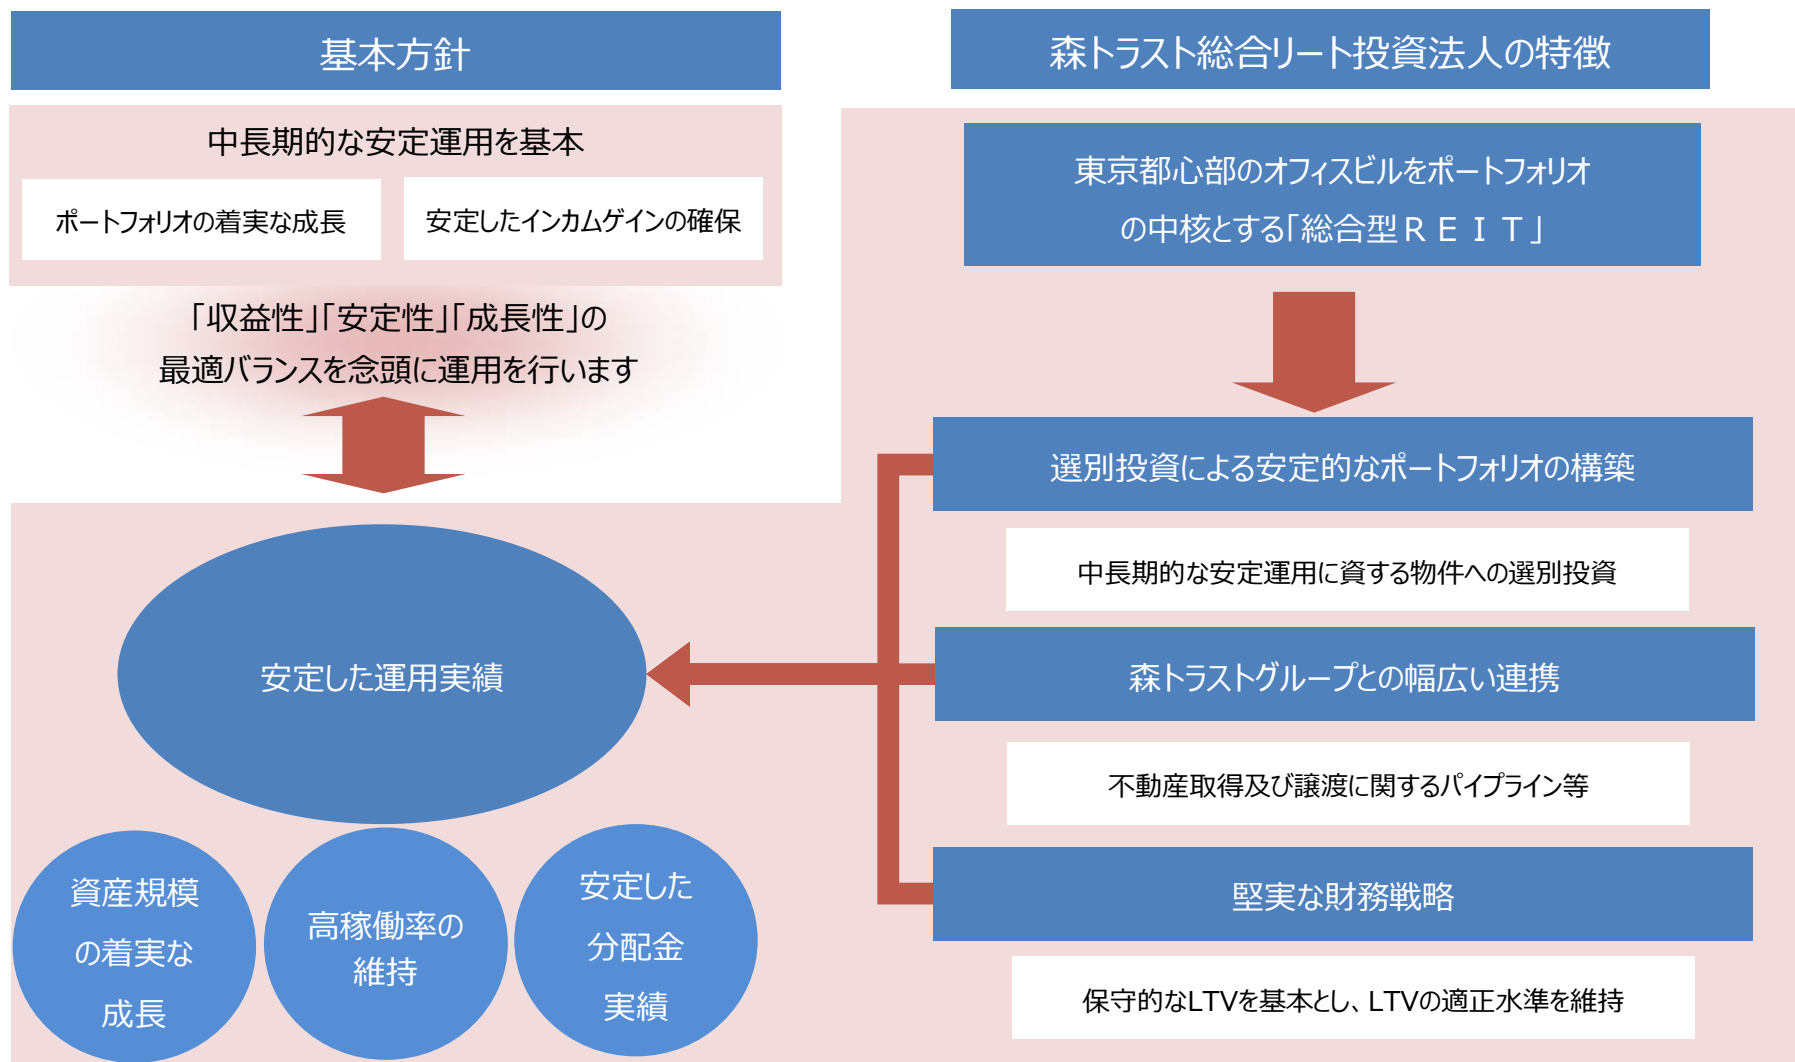 基本方針
中長期的な安定運用を基本
ポートフォリオの着実な成長
安定したインカムゲインの確保
「収益性」「安定性」「成長性」の
最適バランスを念頭に運用を行います
安定した運用実績
資産規模
の着実な
成長
高稼働率の
維持
安定した
分配金
実績
森トラスト総合リート投資法人の特徴
東京都心部のオフィスビルをポートフォリオ
の中核とする「総合型ＲＥＩＴ」
選別投資による安定的なポートフォリオの構築
中長期的な安定運用に資する物件への選別投資
森トラストグループとの幅広い連携
不動産取得及び譲渡に関するパイプライン等
堅実な財務戦略
保守的なLTVを基本とし、LTVの適正水準を維持